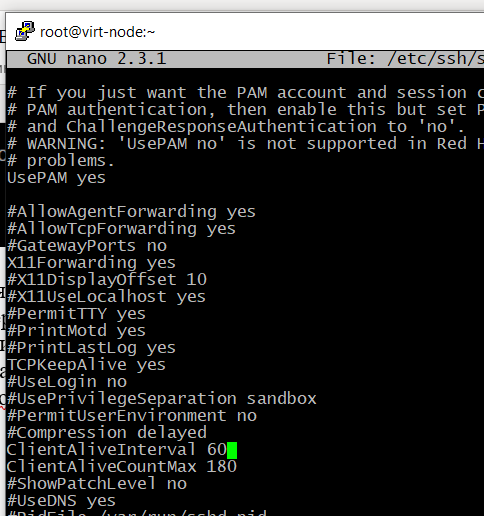 root@virt-node:~
GNU nano 2.3.1 File: /etc/ssh/s
# If you just want the PAM account and session
# PAM authentication, then enable this but set
# and ChallengeResponseAuthentication to 'no'.
# WARNING: 'UsePAM no' is not supported in Red
# problems.
UsePAM yes
#AllowAgentForwarding yes
#AllowTcpForwarding yes
#GatewayPorts no
X11Forwarding yes
#X11DisplayOffset 10
#X11UseLocalhost yes
#PermitTTY yes
#PrintMotd yes
#PrintLastLog yes
TCPKeepAlive yes
#UseLogin no
#UsePrivilegeSeparation sandbox
#PermitUserEnvironment no
#Compression delayed
ClientAliveInterval 60
ClientAliveCountMax 180
#ShowPatchLevel no
#UseDNS yes
#PidFile /var/run/sshd.pid